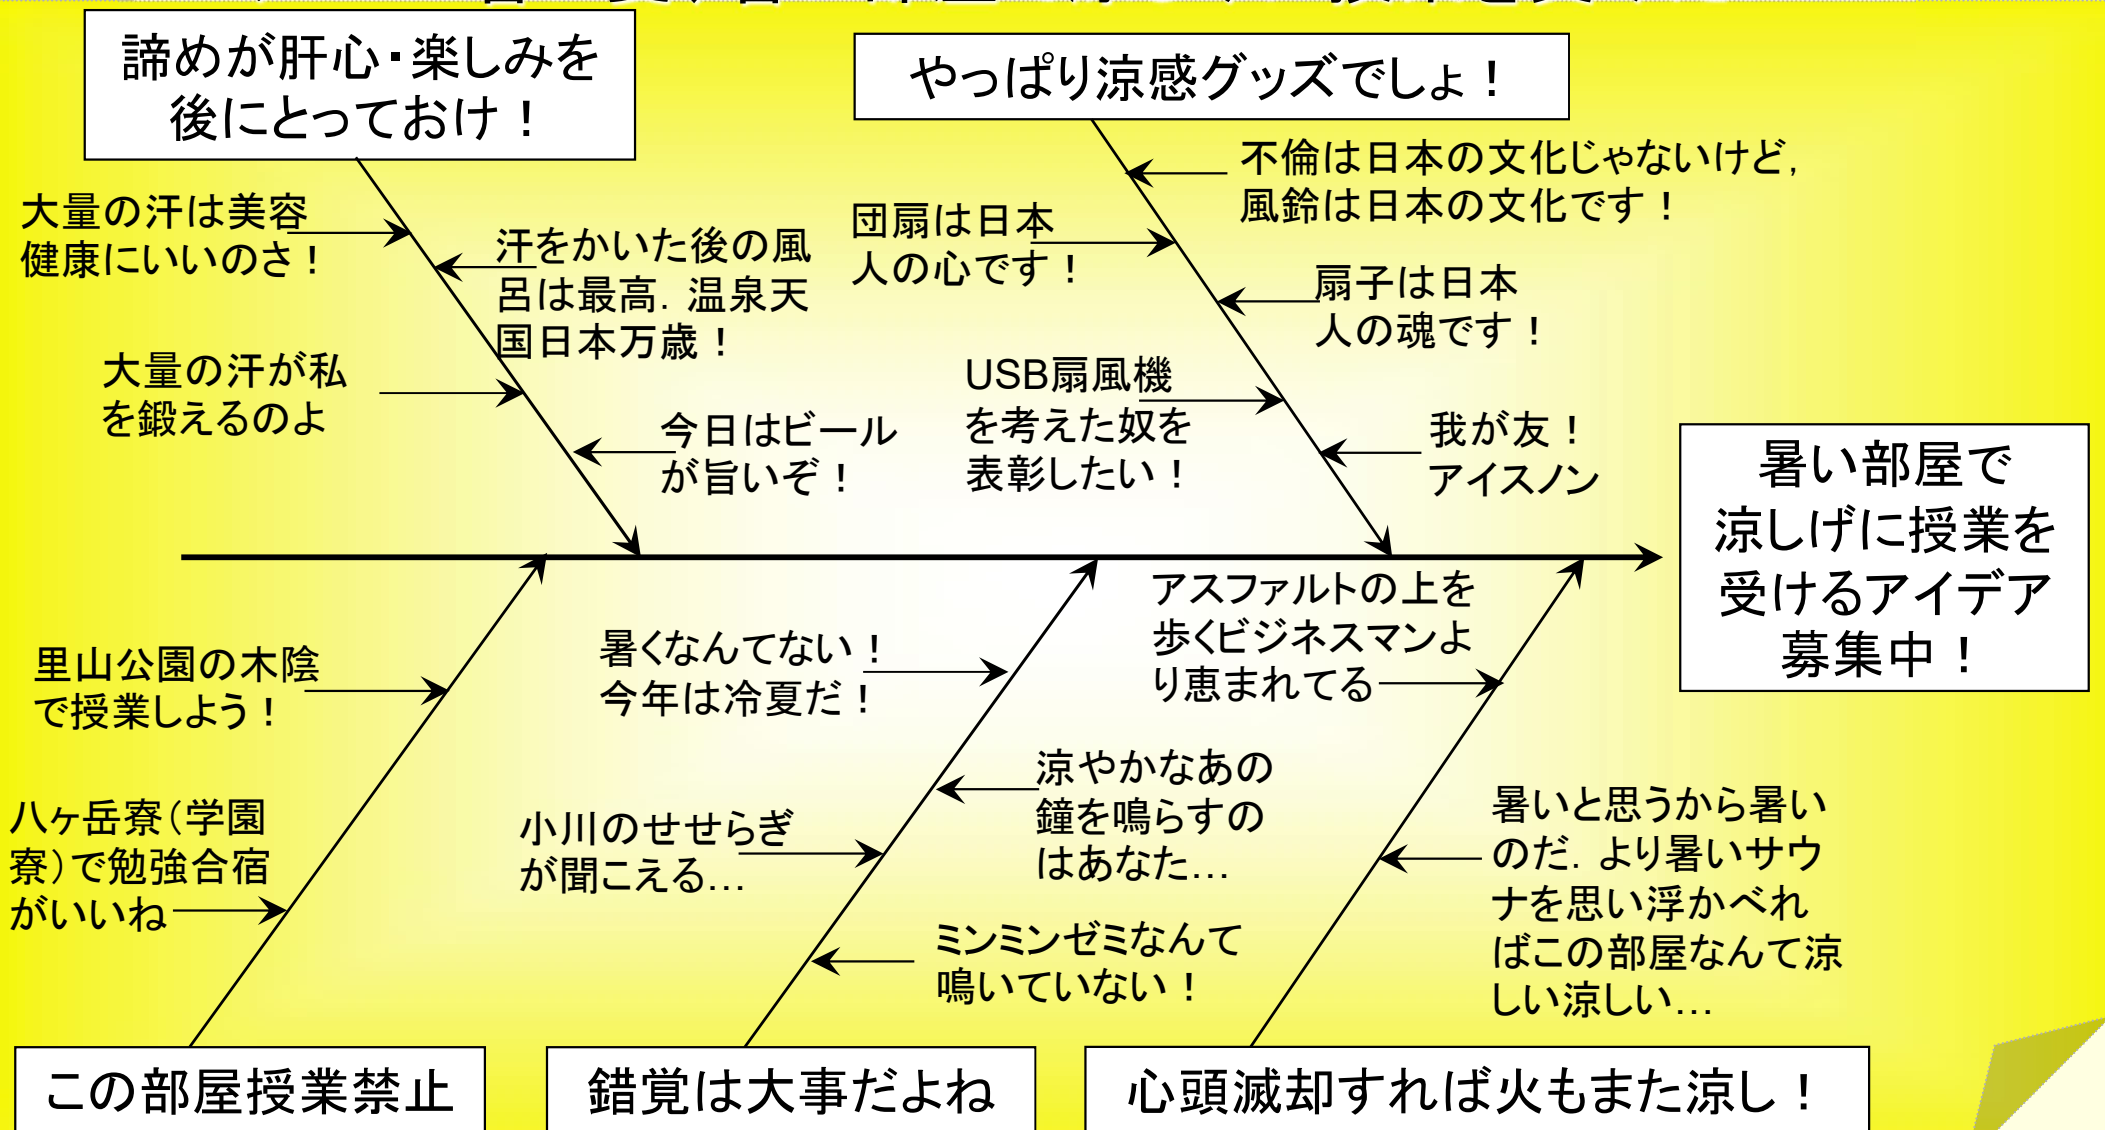 諦めが肝心・楽しみを
後にとっておけ！
やっぱり涼感グッズでしょ！
大量の汗は美容
健康にいいのさ！
汗をかいた後の風
呂は最高．温泉天
国日本万歳！
大量の汗が私
を鍛えるのよ
今日はビール
が旨いぞ！
不倫は日本の文化じゃないけど，
風鈴は日本の文化です！
団扇は日本
人の心です！
扇子は日本
人の魂です！
USB扇風機
を考えた奴を
表彰したい！
我が友！
アイスノン
暑い部屋で
涼しげに授業を
受けるアイデア
募集中！
里山公園の木陰
で授業しよう！
八ヶ岳寮（学園
寮）で勉強合宿
がいいね
暑くなんてない！
今年は冷夏だ！
小川のせせらぎ
が聞こえる…
涼やかなあの
鐘を鳴らすの
はあなた…
ミンミンゼミなんて
鳴いていない！
アスファルトの上を
歩くビジネスマンよ
り恵まれてる
暑いと思うから暑い
のだ．より暑いサウ
ナを思い浮かべれ
ばこの部屋なんて涼
しい涼しい…
この部屋授業禁止
錯覚は大事だよね
心頭滅却すれば火もまた涼し！